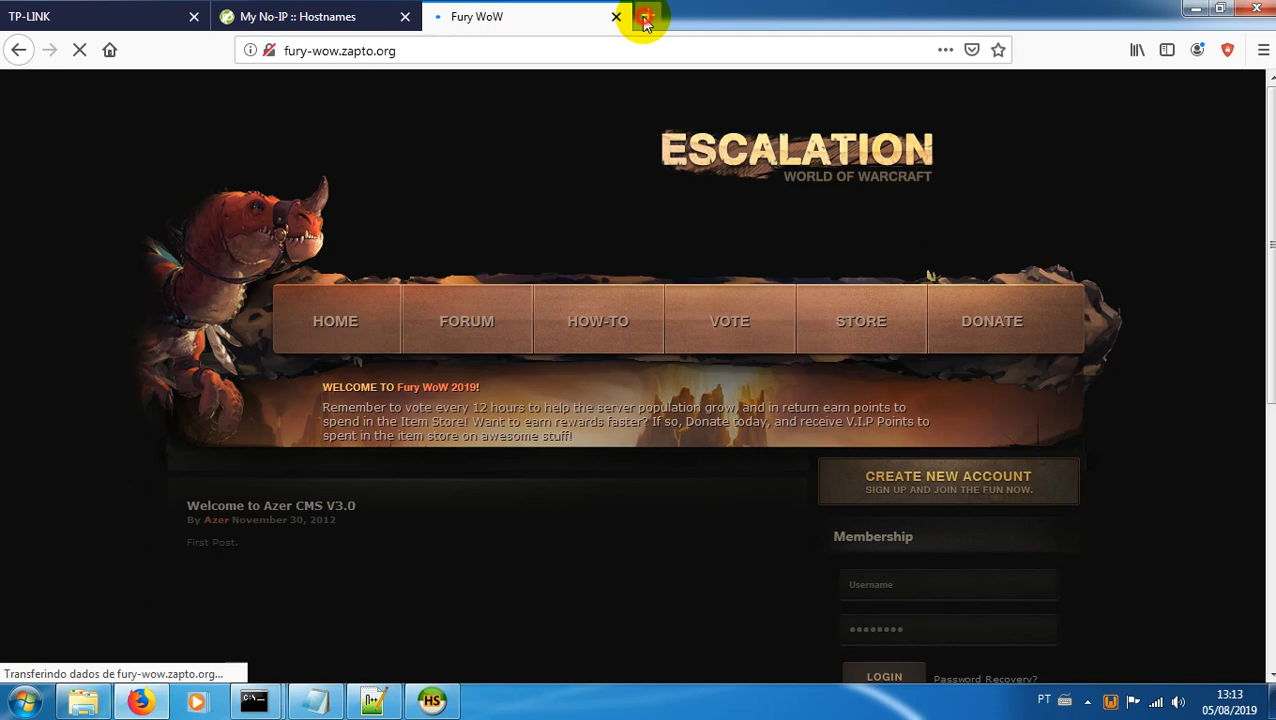 TP-LINK
My No-IP :: Hostnames
Fury WoW
fury-wow.zapto.org
ESCALATION
WORLD OF WARCRAFT
HOME
FORUM
HOW-TO
VOTE
STORE
DONATE
WELCOME TO Fury WoW 2019!
Remember to vote every 12 hours to help the server population grow, and in return earn points to
spend in the Item Store! Want to earn rewards faster? If so, Donate today, and receive V.I.P Points to
spent in the item store on awesome stuff!
CREATE NEW ACCOUNT
SIGN UP AND JOIN THE FUN NOW.
Welcome to Azer CMS V3.0
By Azer November 30, 2012
First Post.
Membership
Username
LOGIN
Password Recovery?
Transferindo dados de fury-wow.zapto.org...
C:\.
HS
PT
13:13
05/08/2019